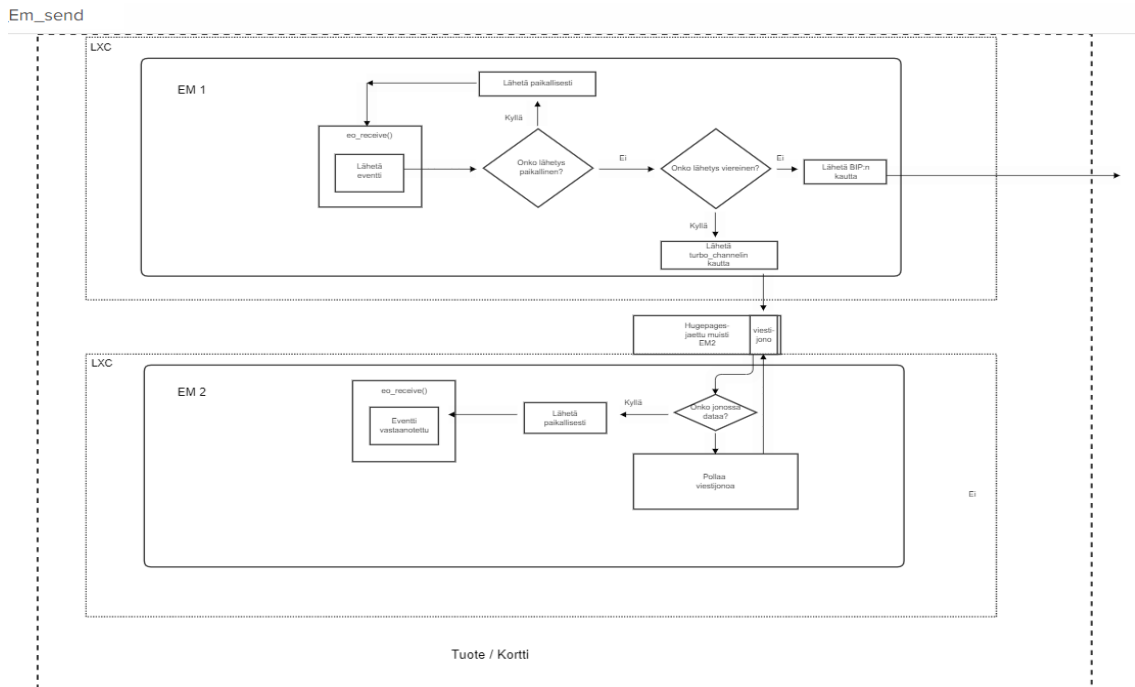 Em_send
LXC
EM 1
Lähetä paikallisesti
Kyllä
eo_receive()
Lähetä
eventti
Onko lähetys
paikallinen?
Ei
Onko lähetys viereinen?
Ei
Lähetä BIP:n
kautta
Kyllä
Lähetä
turbo_channelin
kautta
Hugepages-
jaettu muisti
EM2
viesti-
jono
LXC
EM 2
eo_receive()
Eventti
vastaanotettu
Lähetä
paikallisesti
Kyllä
Onko jonossa
dataa?
Pollaa
viestijonoa
Ei
Tuote / Kortti